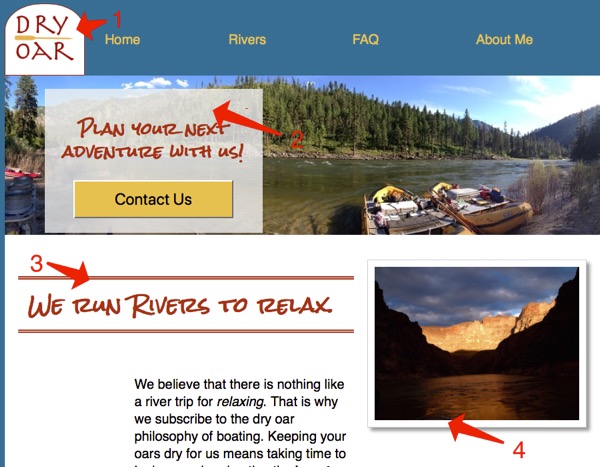 DRY
OAR
1
Home
Rivers
FAQ
About Me
Plan your next
adventure with us!
2
Contact Us
3
We run Rivers to relax.
We believe that there is nothing like
a river trip for relaxing. That is why
we subscribe to the dry oar
philosophy of boating. Keeping your
oars dry for us means taking time to
4